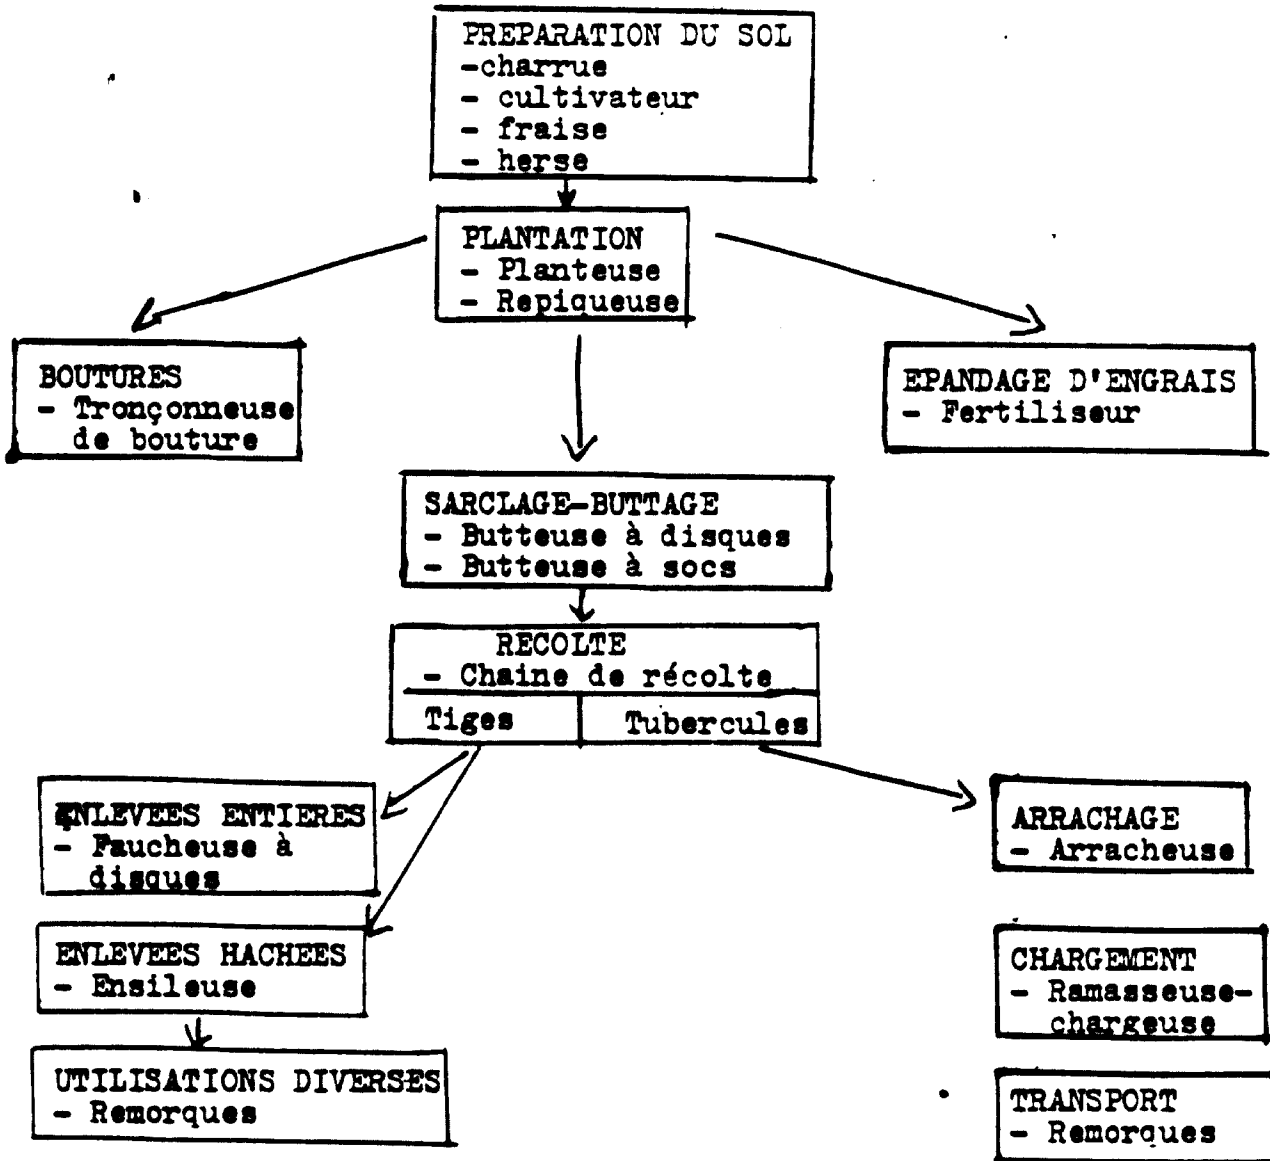 PREPARATION DU SOL
-charrue
- cultivateur
- fraise
- herse
PLANTATION
- Planteuse
- Repiqueuse
BOUTURES
- Tronçonneuse
de bouture
EPANDAGE D'ENGRAIS
- Fertiliseur
SARCLAGE-BUTTAGE
- Butteuse à disques
- Butteuse à socs
RECOLTE
- Chaine de récolte
Tiges
Tubercules
ENLEVEES ENTIERES
- Faucheuse à
disques
ENLEVEES HACHEES
- Ensileuse
UTILISATIONS DIVERSES
- Remorques
ARRACHAGE
- Arracheuse
CHARGEMENT
- Ramasseuse-
chargeuse
TRANSPORT
- Remorques